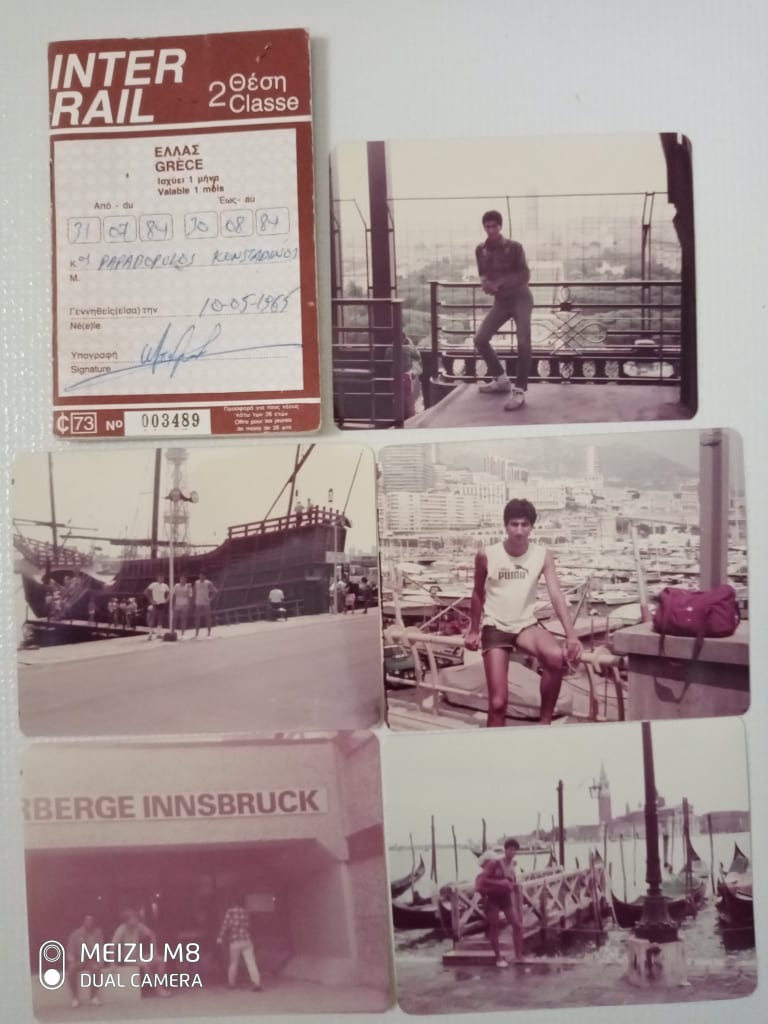 INTER
RAIL
2 Θέση
Classe
ΕΛΛΑΣ
GRÈCE
Ισχύει 1 μήνα
Valable 1 mois
Από - du
Έως - au
31 07 84 30 08 84
Κος PAPADOPULOS KONSTADINOS
M.
Γεννηθείς(είσα) την 10-05-1965
Né(e)le
Υπογραφή
Signature
₵ 73 No 003489
Προσφορά για τους νέους
κάτω των 26 ετών
Offre pour les jeunes
de moins de 26 ans
PUMA
RBERGE INNSBRUCK
MEIZU M8
DUAL CAMERA